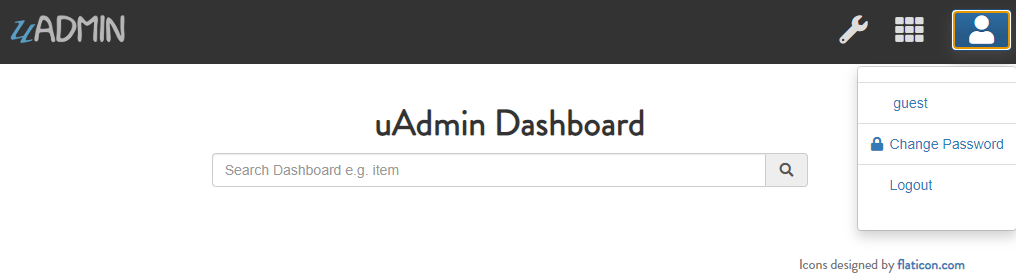 uADMIN
uAdmin Dashboard
Search Dashboard e.g. item
guest
Change Password
Logout
Icons designed by flaticon.com